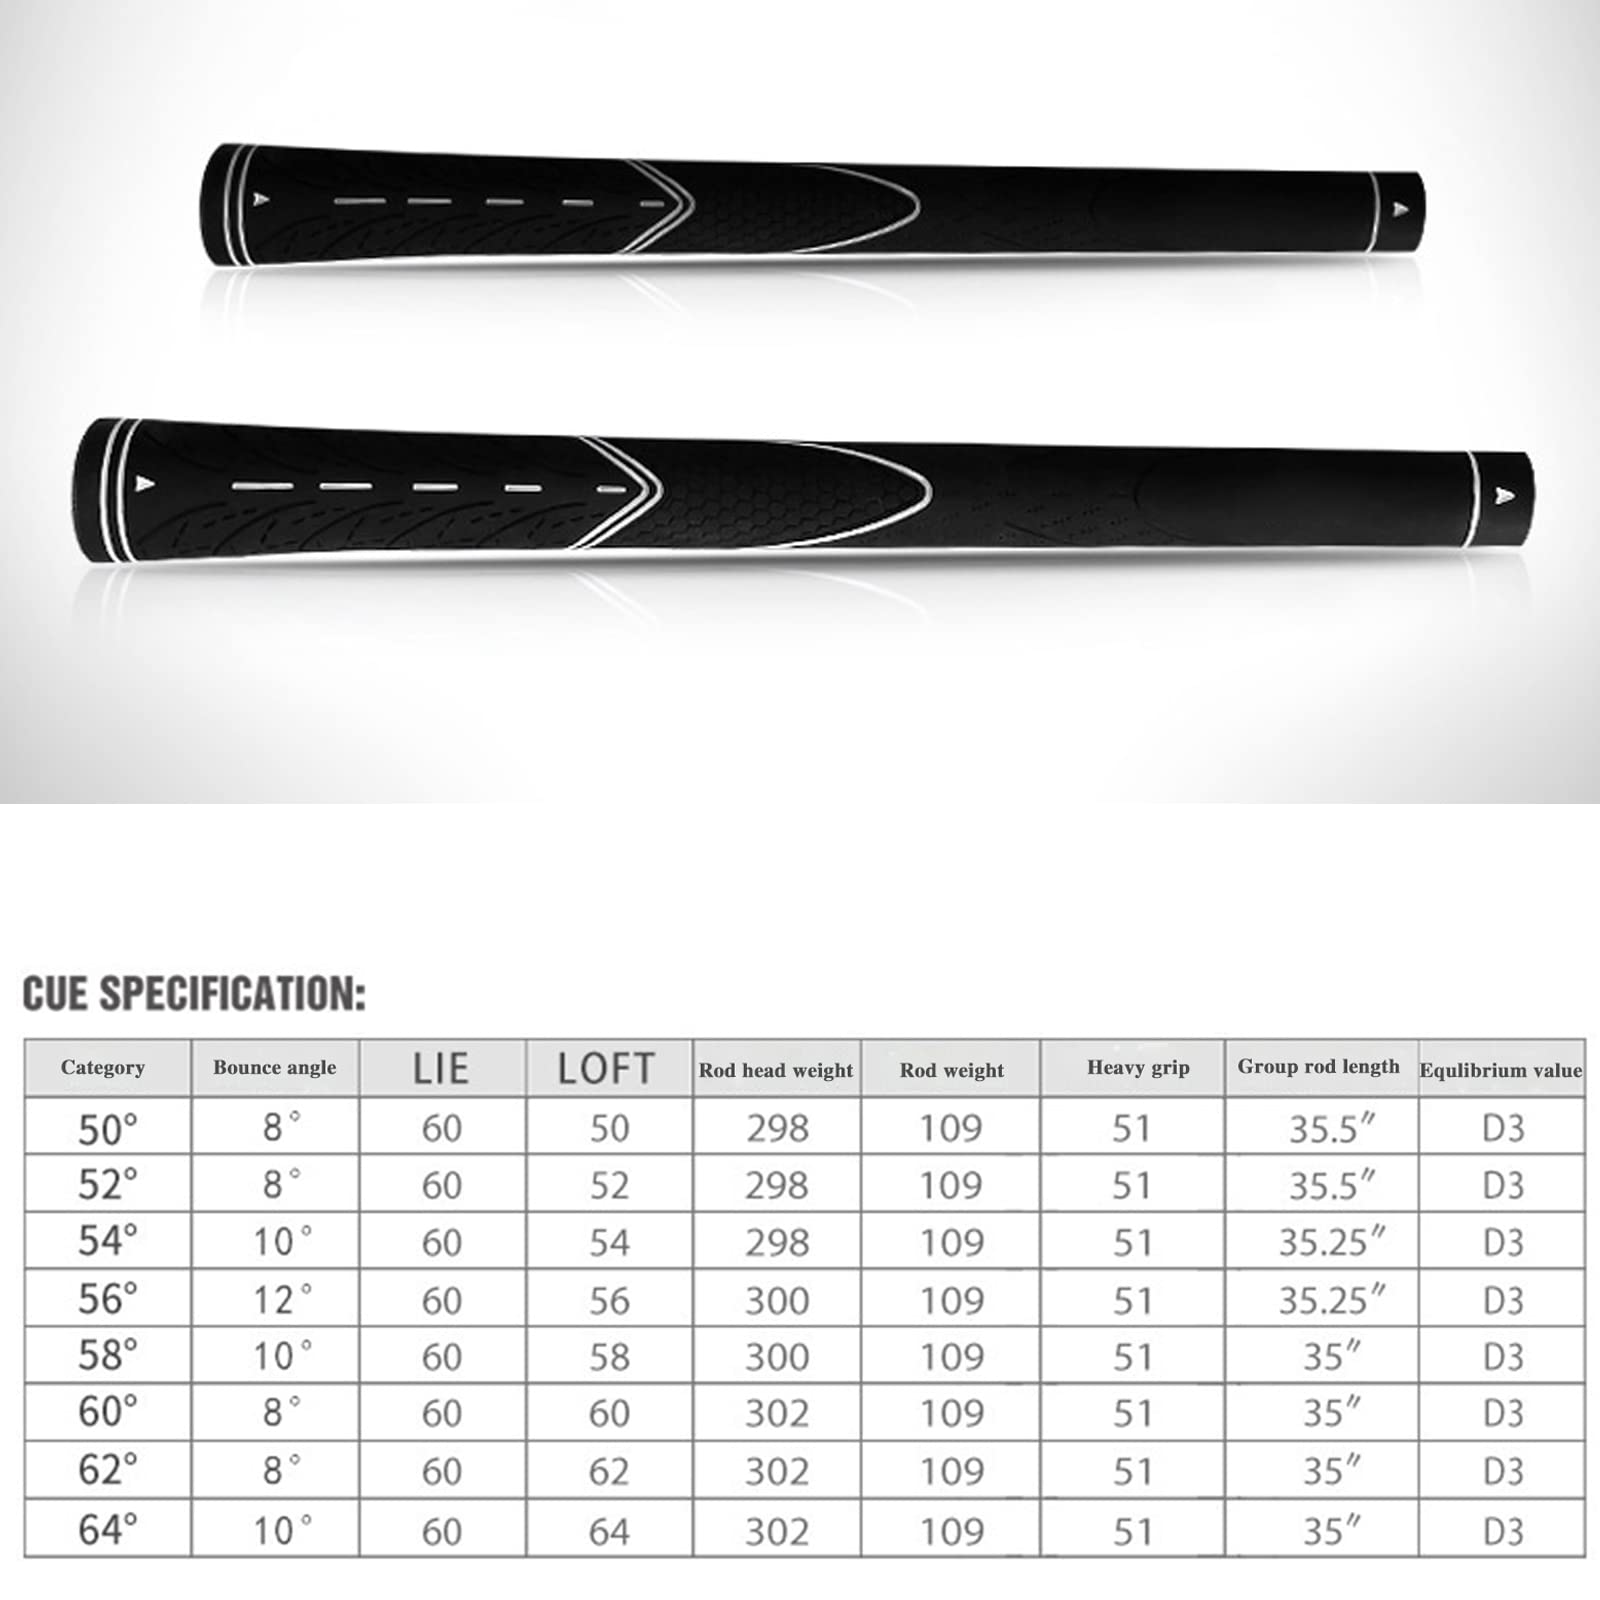 CUE SPECIFICATION:
Category Bounce angle LIE LOFT Rod head weight Rod weight Heavy grip Group rod length Equlibrium value
50° 8° 60 50 298 109 51 35.5" D3
52° 8° 60 52 298 109 51 35.5" D3
54° 10° 60 54 298 109 51 35.25" D3
56° 12° 60 56 300 109 51 35.25" D3
58° 10° 60 58 300 109 51 35" D3
60° 8° 60 60 302 109 51 35" D3
62° 8° 60 62 302 109 51 35" D3
64° 10° 60 64 302 109 51 35" D3